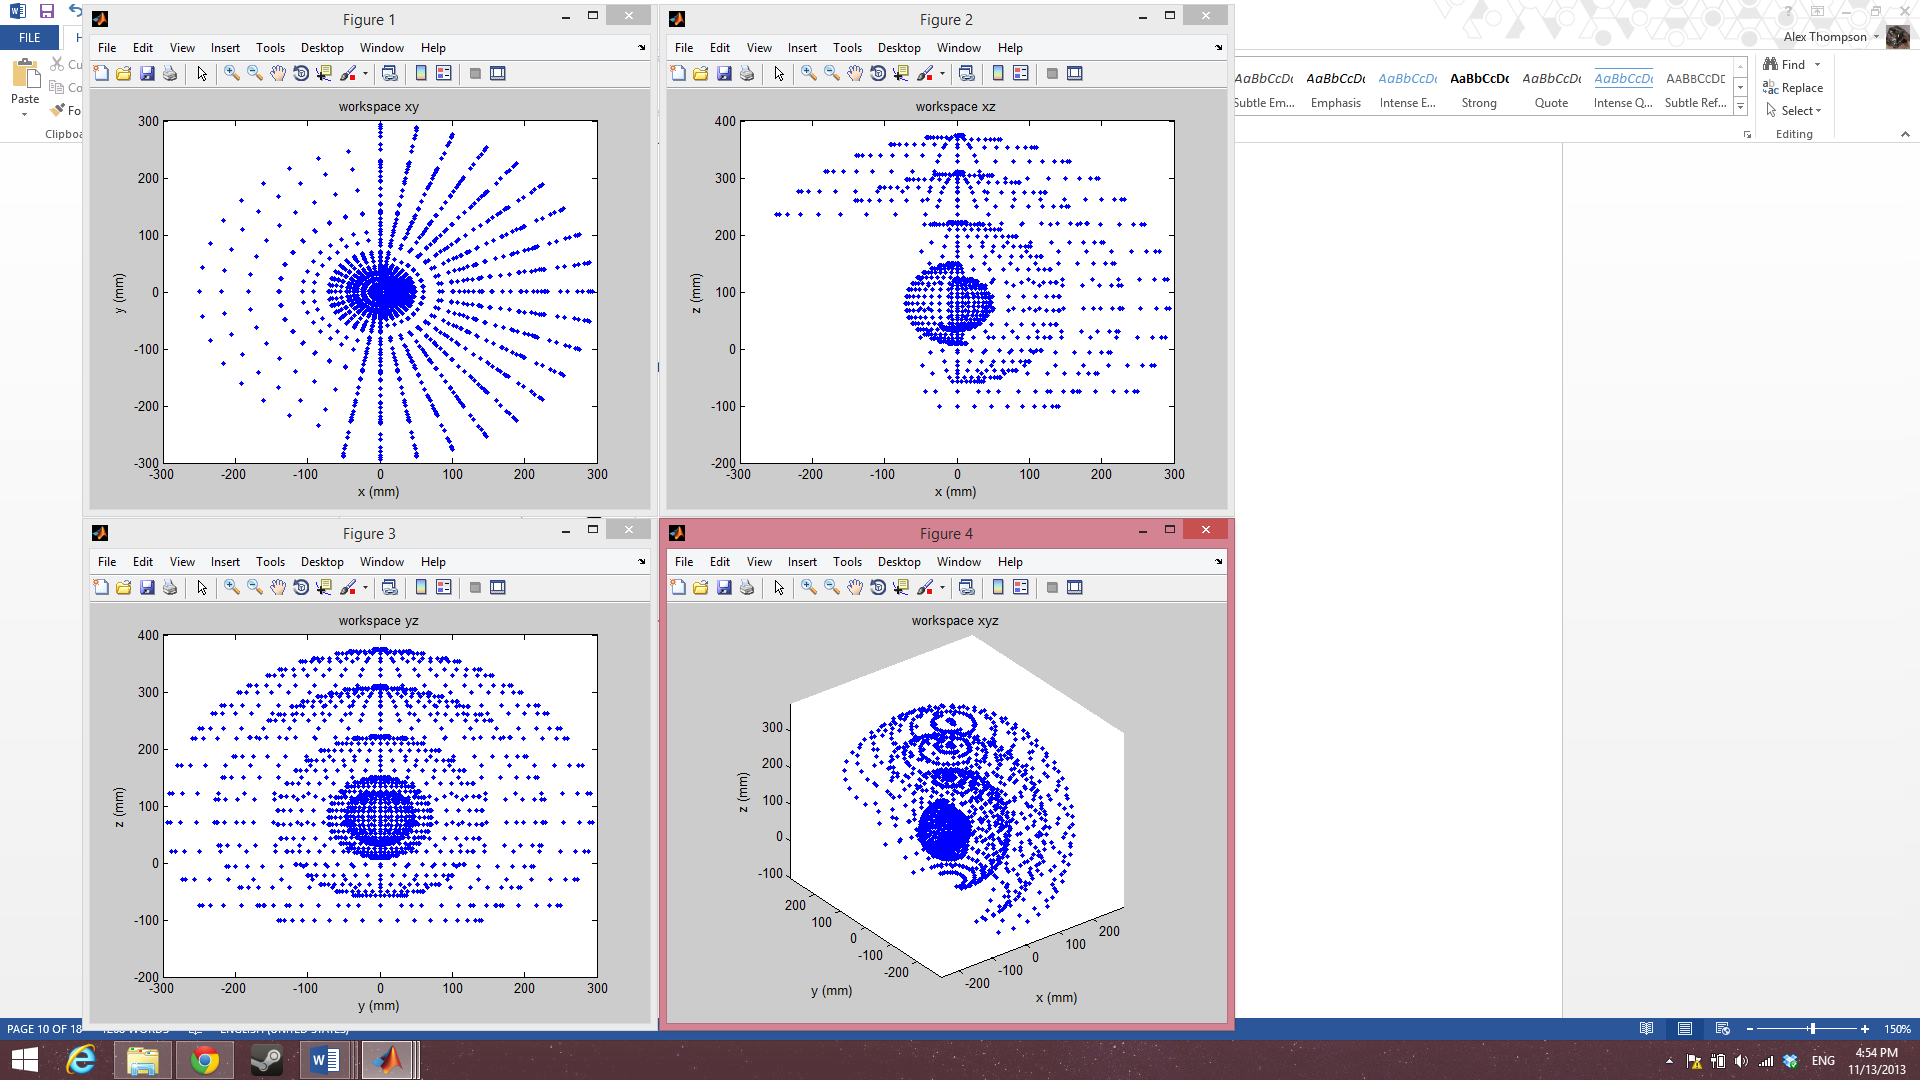 FILE
H
Cu
Co
Paste
Fo
Clipboa
?
Alex Thompson
AaBbCcDc AaBbCcDc AaBbCcDc AaBbCcDc AaBbCcDc AaBbCcDc AABBCCDE
Subtle Em... Emphasis Intense E... Strong Quote Intense Q... Subtle Ref...
Find
Replace
Select
Editing
Figure 1
File Edit View Insert Tools Desktop Window Help
workspace xy
300
200
100
0
-100
-200
-300
y (mm)
-300 -200 -100 0 100 200 300
x (mm)
Figure 2
File Edit View Insert Tools Desktop Window Help
workspace xz
400
300
200
100
0
-100
-200
z (mm)
-300 -200 -100 0 100 200 300
x (mm)
Figure 3
File Edit View Insert Tools Desktop Window Help
workspace yz
400
300
200
100
0
-100
-200
z (mm)
-300 -200 -100 0 100 200 300
y (mm)
Figure 4
File Edit View Insert Tools Desktop Window Help
workspace xyz
300
200
100
0
-100
z (mm)
200
100
0
-100
-200
y (mm)
-200 -100 0 100 200
x (mm)
PAGE 10 OF 18
ENGLISH (UNITED STATES)
150%
ENG
4:54 PM
11/13/2013